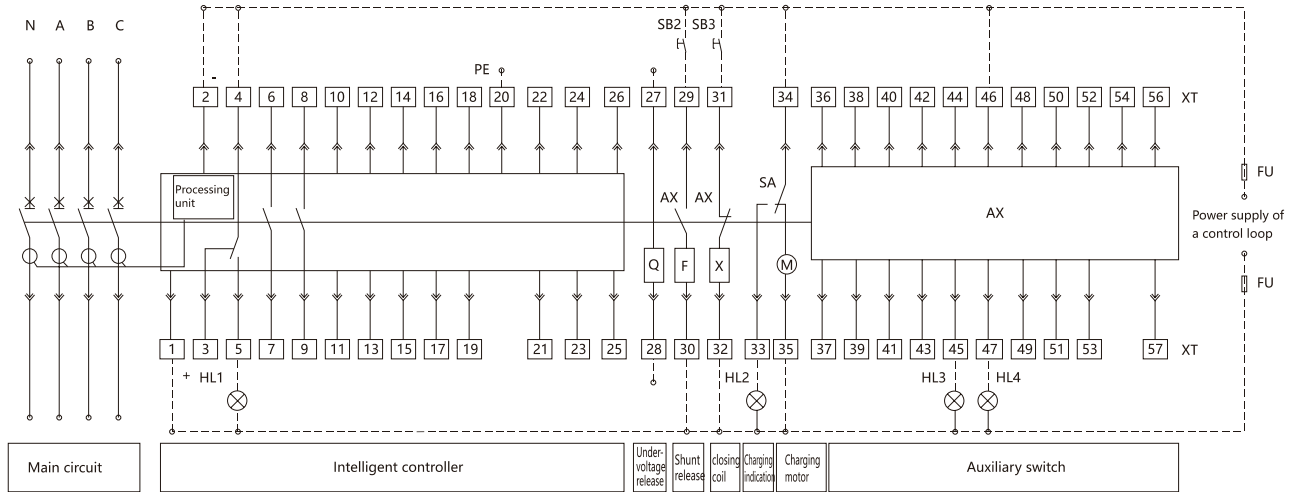 N A B C
SB2 SB3
PE
-
2 4 6 8 10 12 14 16 18 20 22 24 26 27 29 31 34 36 38 40 42 44 46 48 50 52 54 56 XT
FU
Processing
unit
SA
AX AX
AX
Power supply of
a control loop
Q F X M
FU
1 3 5 7 9 11 13 15 17 19 21 23 25 28 30 32 33 35 37 39 41 43 45 47 49 51 53 57 XT
+ HL1 HL2 HL3 HL4
Main circuit
Intelligent controller
Under-
voltage
release
Shunt
release
closing
coil
Charging
indication
Charging
motor
Auxiliary switch